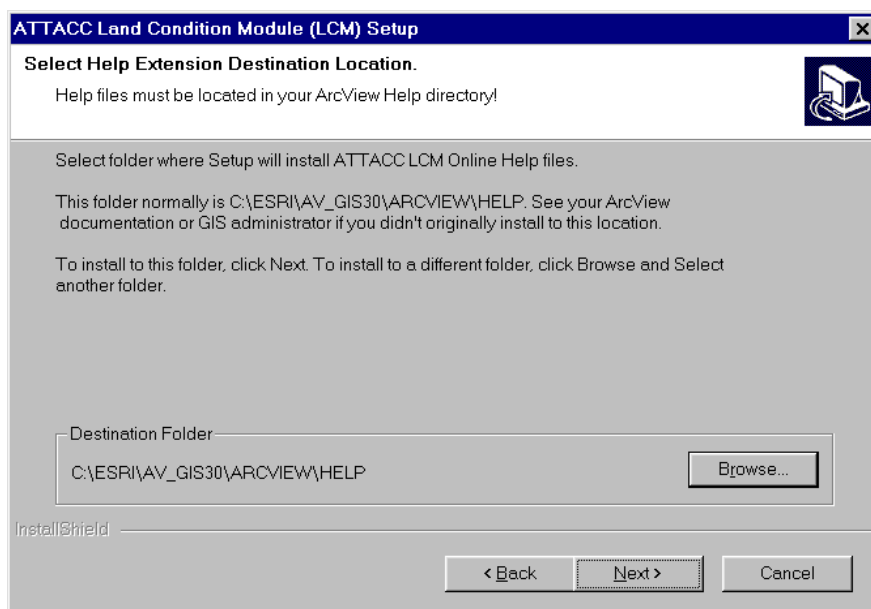 ATTACC Land Condition Module (LCM) Setup
Select Help Extension Destination Location.
Help files must be located in your ArcView Help directory!
Select folder where Setup will install ATTACC LCM Online Help files.
This folder normally is C:\ESRI\AV_GIS30\ARCVIEW\HELP. See your ArcView
documentation or GIS administrator if you didn't originally install to this location.
To install to this folder, click Next. To install to a different folder, click Browse and Select
another folder.
Destination Folder
C:\ESRI\AV_GIS30\ARCVIEW\HELP
Browse...
InstallShield
< Back
Next >
Cancel